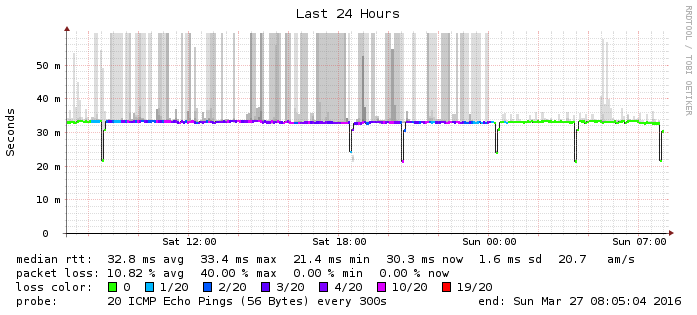 Last 24 Hours
RRDTOOL / TOBI OETIKER
Seconds
50 m
40 m
30 m
20 m
10 m
0
Sat 12:00 Sat 18:00 Sun 00:00 Sun 07:00
median rtt: 32.8 ms avg 33.4 ms max 21.4 ms min 30.3 ms now 1.6 ms sd 20.7 am/s
packet loss: 10.82 % avg 40.00 % max 0.00 % min 0.00 % now
loss color: 0 1/20 2/20 3/20 4/20 10/20 19/20
probe: 20 ICMP Echo Pings (56 Bytes) every 300s end: Sun Mar 27 08:05:04 2016